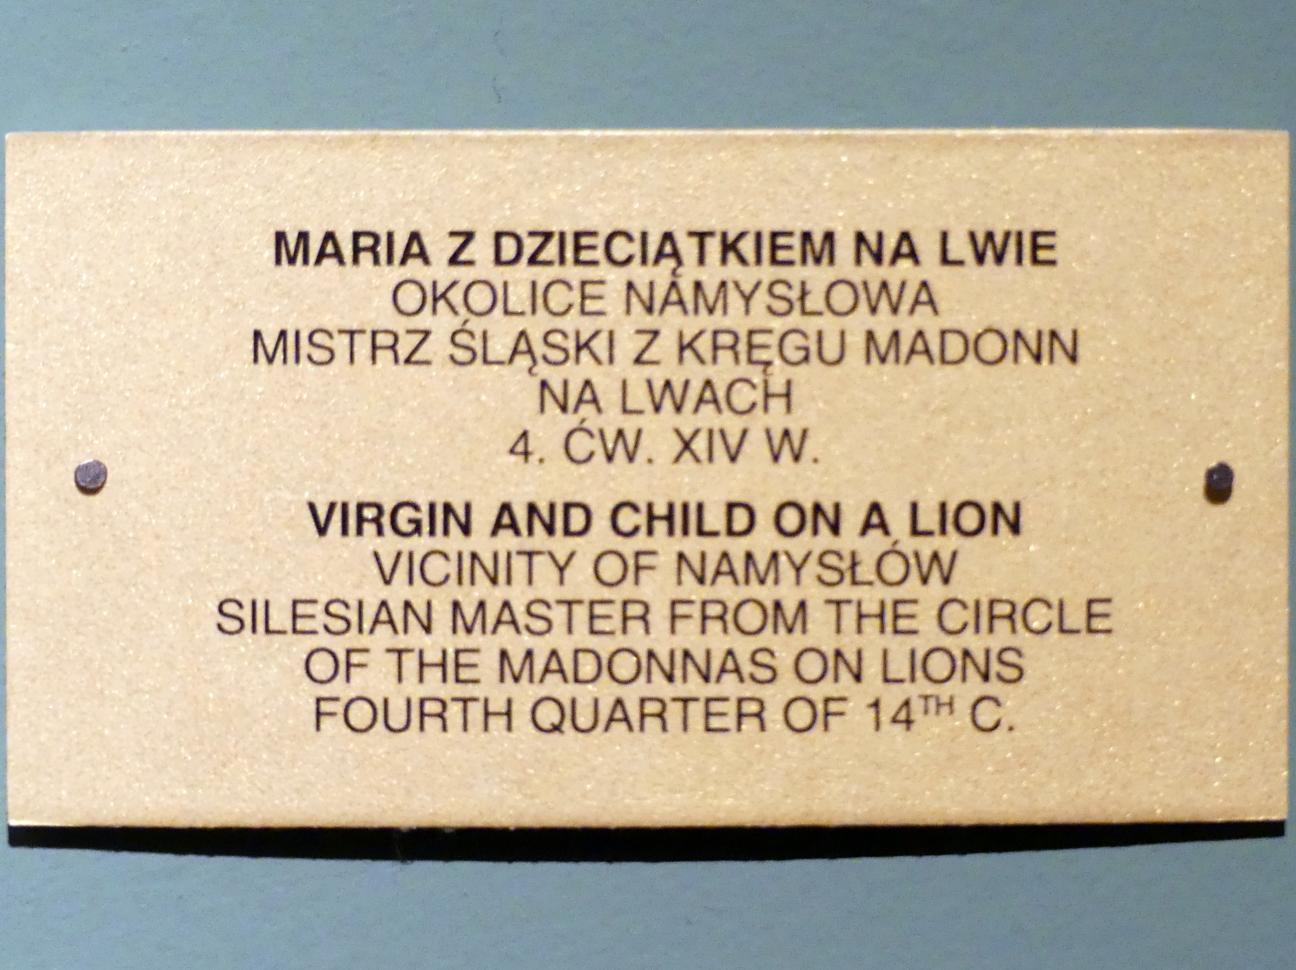 MARIA Z DZIECIĄTKIEM NA LWIE
OKOLICE NAMYSŁOWA
MISTRZ ŚLĄSKI Z KRĘGU MADONN
NA LWACH
4. ĆW. XIV W.
VIRGIN AND CHILD ON A LION
VICINITY OF NAMYSŁÓW
SILESIAN MASTER FROM THE CIRCLE
OF THE MADONNAS ON LIONS
FOURTH QUARTER OF 14TH C.